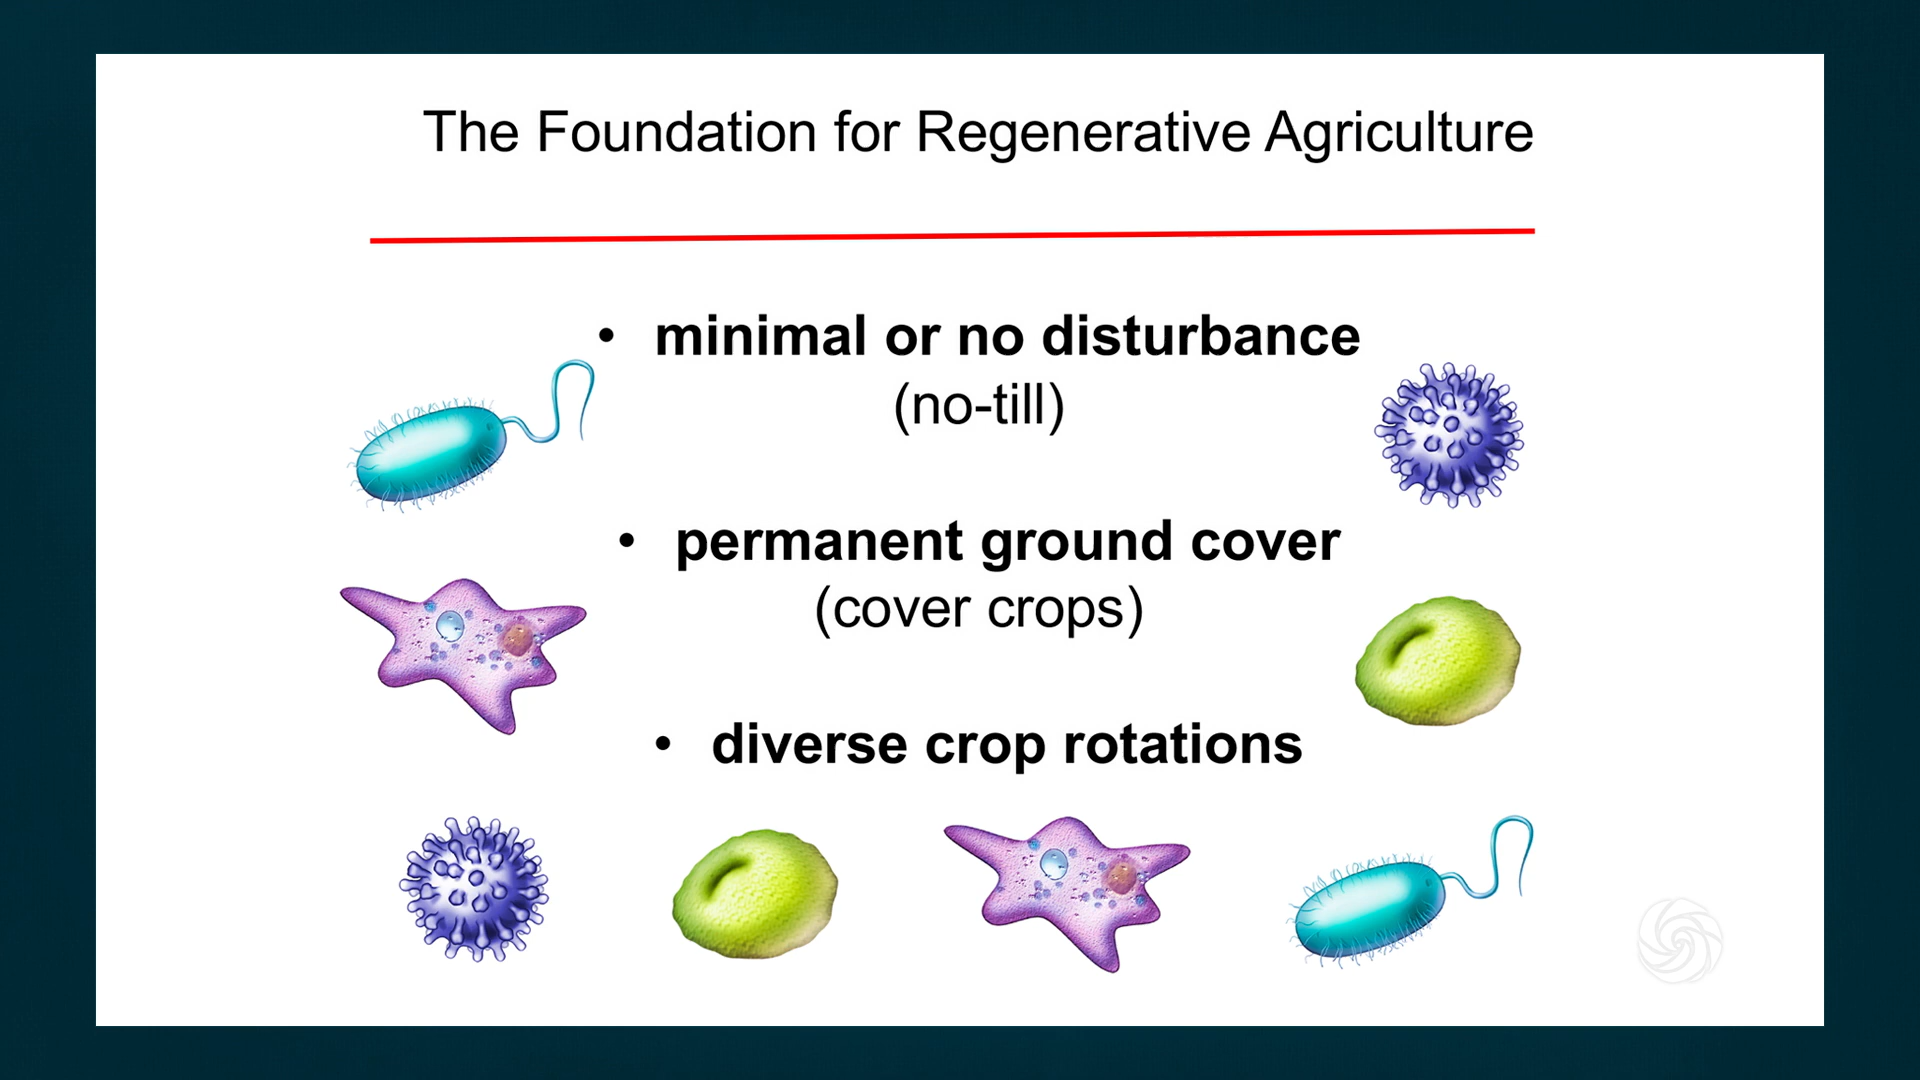 The Foundation for Regenerative Agriculture
• minimal or no disturbance
(no-till)
• permanent ground cover
(cover crops)
• diverse crop rotations